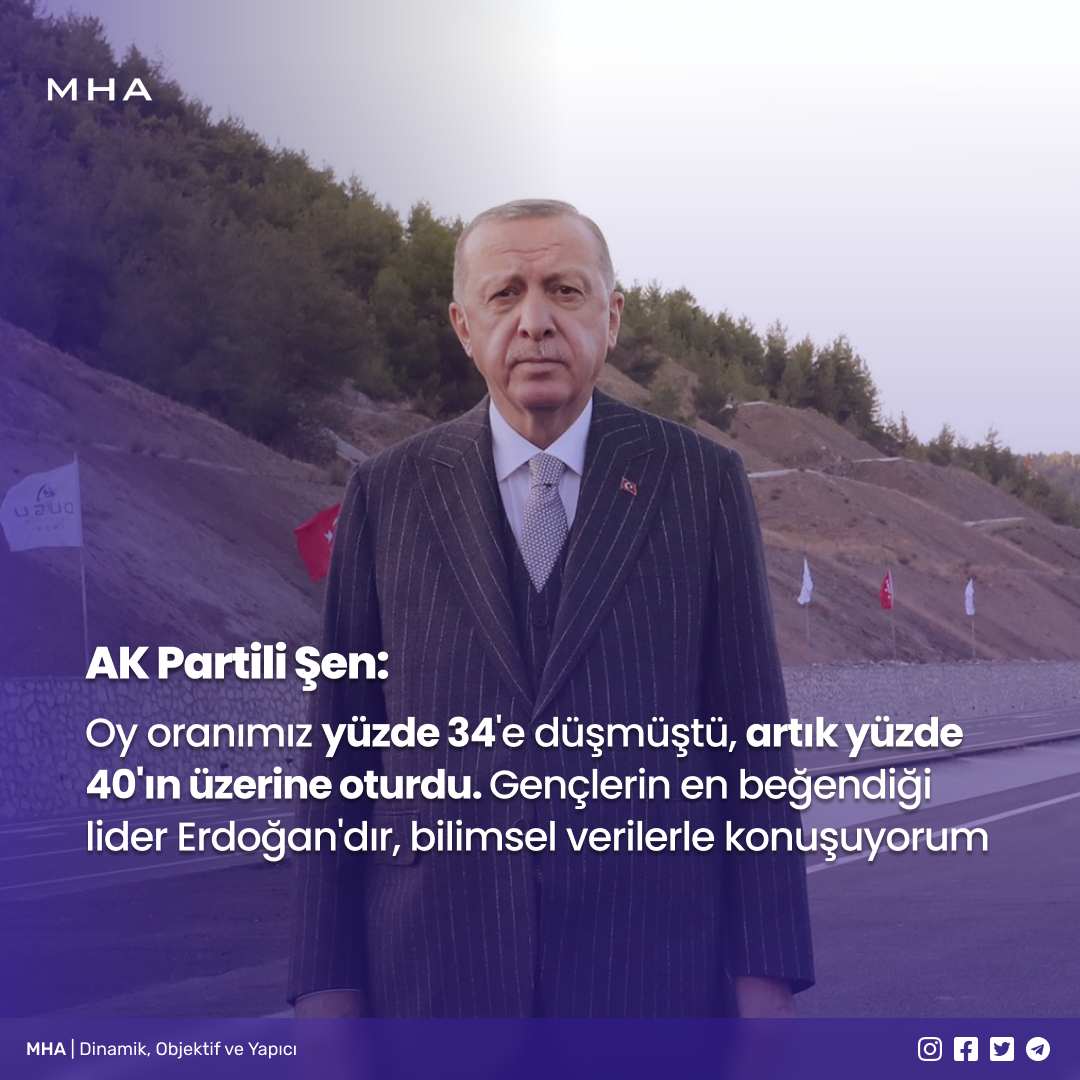 MHA
AK Partili Şen:
Oy oranımız yüzde 34'e düşmüştü, artık yüzde
40'ın üzerine oturdu. Gençlerin en beğendiği
lider Erdoğan'dır, bilimsel verilerle konuşuyorum
MHA | Dinamik, Objektif ve Yapıcı